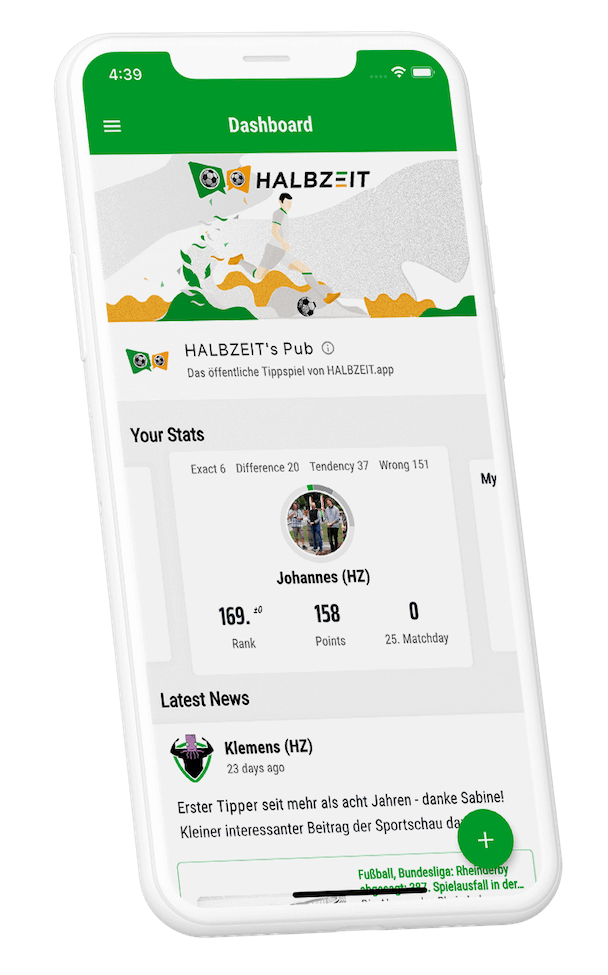 4:39
Dashboard
HALBZEIT
HALBZEIT's Pub
Das öffentliche Tippspiel von HALBZEIT.app
Your Stats
Exact 6 Difference 20 Tendency 37 Wrong 151
My
Johannes (HZ)
169. ±0 158 0
Rank Points 25. Matchday
Latest News
Klemens (HZ)
23 days ago
Erster Tipper seit mehr als acht Jahren - danke Sabine!
Kleiner interessanter Beitrag der Sportschau
+
Fußball, Bundesliga: Rheinderby
abgesagt: 287. Spielausfall in der...